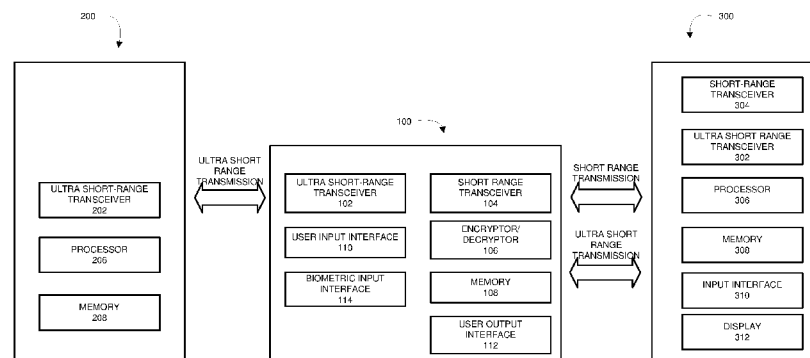 200
300
100
SHORT-RANGE
TRANSCEIVER
304
ULTRA SHORT RANGE
TRANSCEIVER
302
PROCESSOR
306
MEMORY
308
INPUT INTERFACE
310
DISPLAY
312
ULTRA SHORT
RANGE
TRANSMISSION
SHORT RANGE
TRANSMISSION
ULTRA SHORT
RANGE
TRANSMISSION
ULTRA SHORT-RANGE
TRANSCEIVER
202
PROCESSOR
206
MEMORY
208
ULTRA SHORT-RANGE
TRANSCEIVER
102
USER INPUT INTERFACE
110
BIOMETRIC INPUT
INTERFACE
114
SHORT RANGE
TRANSCEIVER
104
ENCRYPTOR/
DECRYPTOR
106
MEMORY
108
USER OUTPUT
INTERFACE
112